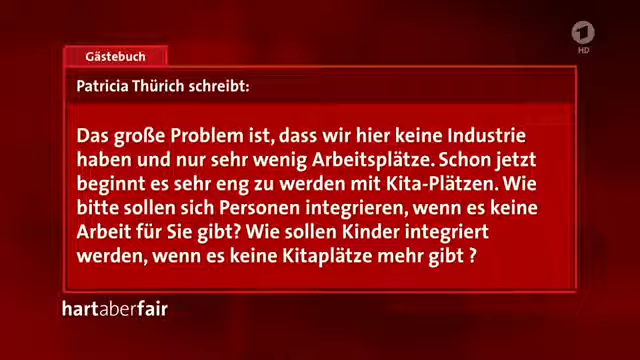 HD
Gästebuch
Patricia Thürich schreibt:
Das große Problem ist, dass wir hier keine Industrie
haben und nur sehr wenig Arbeitsplätze. Schon jetzt
beginnt es sehr eng zu werden mit Kita-Plätzen. Wie
bitte sollen sich Personen integrieren, wenn es keine
Arbeit für Sie gibt? Wie sollen Kinder integriert
werden, wenn es keine Kitaplätze mehr gibt ?
hartaberfair